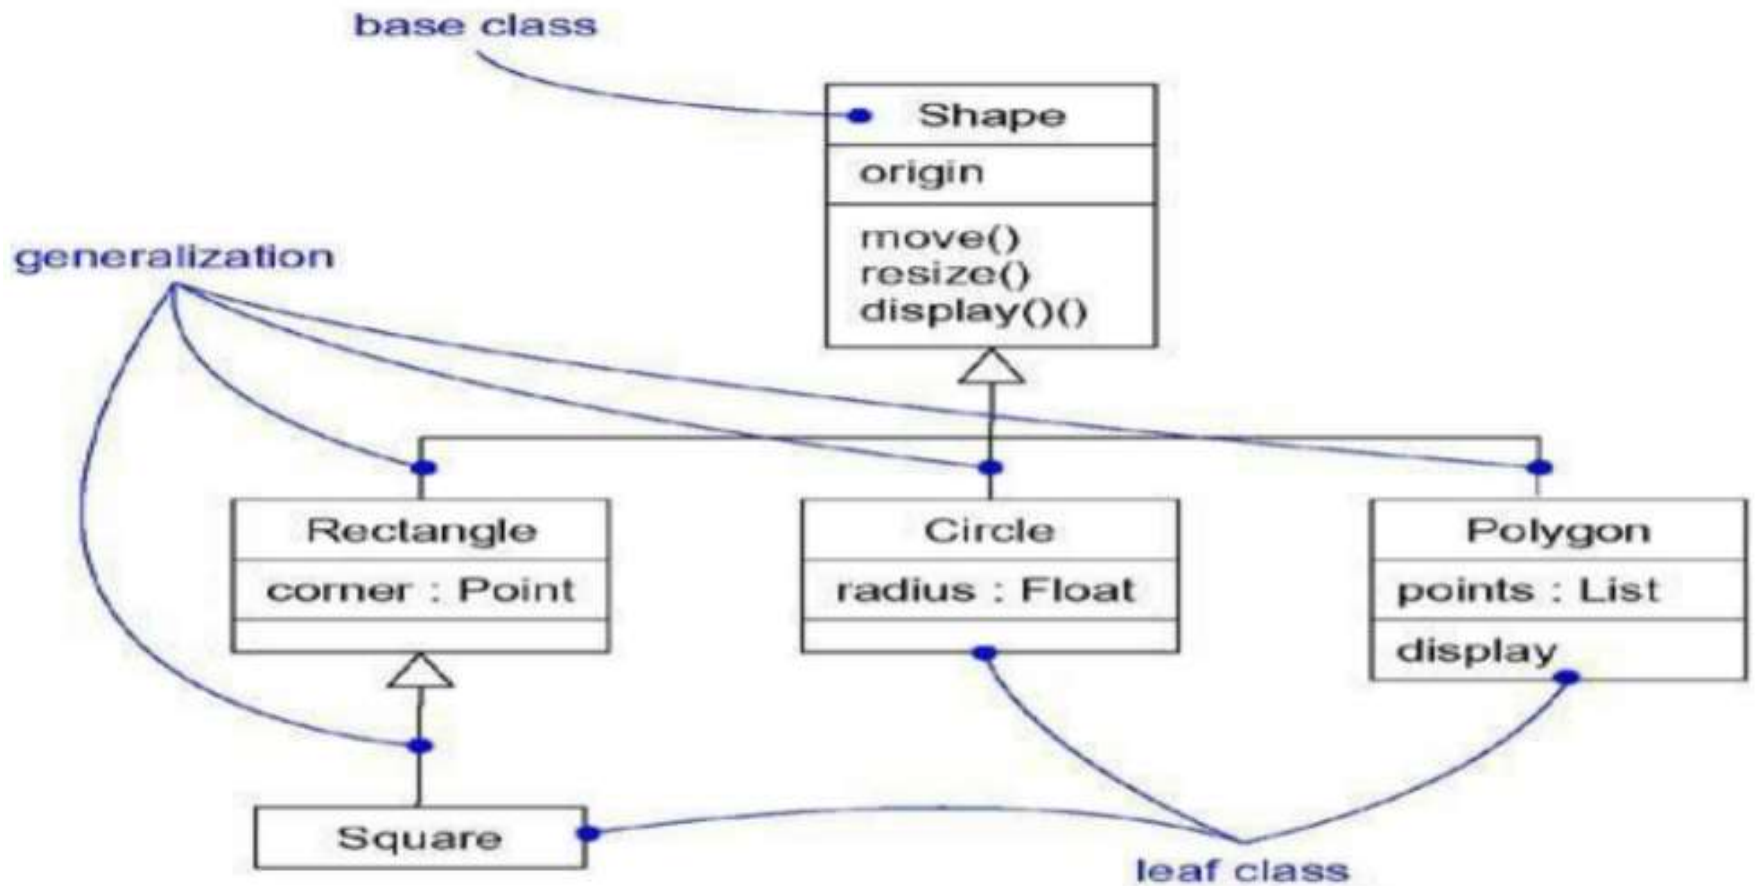 base class
Shape
origin
move()
resize()
display()()
generalization
Rectangle
corner : Point
Circle
radius : Float
Polygon
points : List
display
Square
leaf class